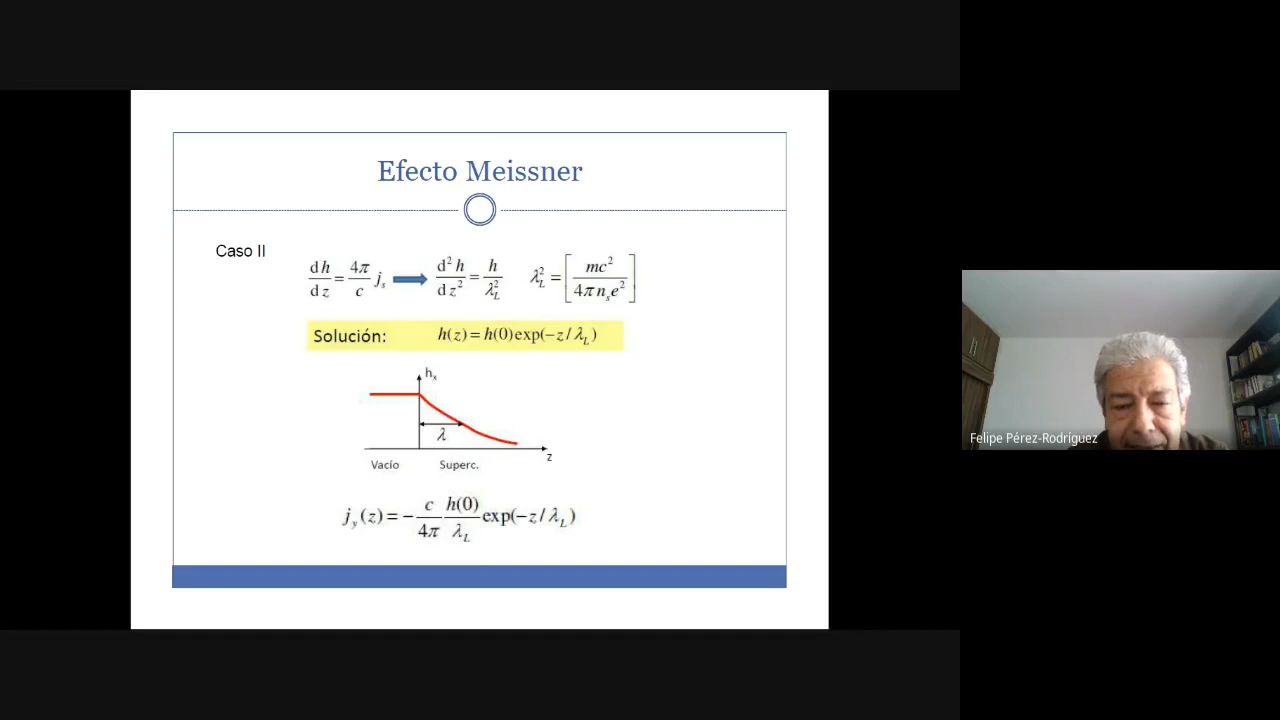 Efecto Meissner
Caso II
dh/dz = 4π/c j_s d²h/dz² = h/λ_L² λ_L² = [mc²/4πn_s e²]
Solución: h(z) = h(0)exp(−z/λ_L)
h_x
λ
z
Vacío Superc.
j_y(z) = − c/4π h(0)/λ_L exp(−z/λ_L)
Felipe Pérez-Rodríguez